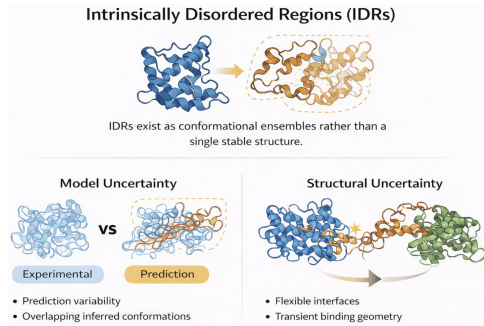 Intrinsically Disordered Regions (IDRs)
IDRs exist as conformational ensembles rather than a
single stable structure.
Model Uncertainty
VS
Experimental
Prediction
• Prediction variability
• Overlapping inferred conformations
Structural Uncertainty
• Flexible interfaces
• Transient binding geometry